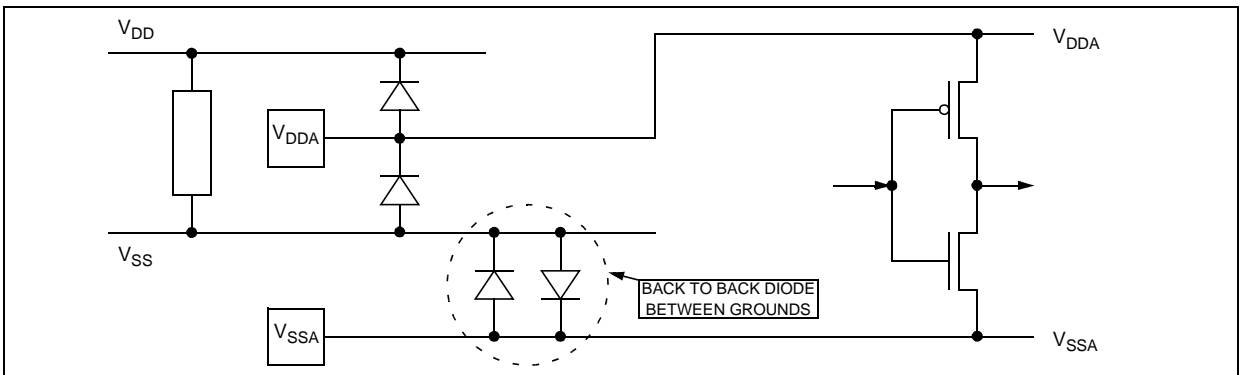 VDD
VDDA
VDDA
VSS
BACK TO BACK DIODE
BETWEEN GROUNDS
VSSA
VSSA